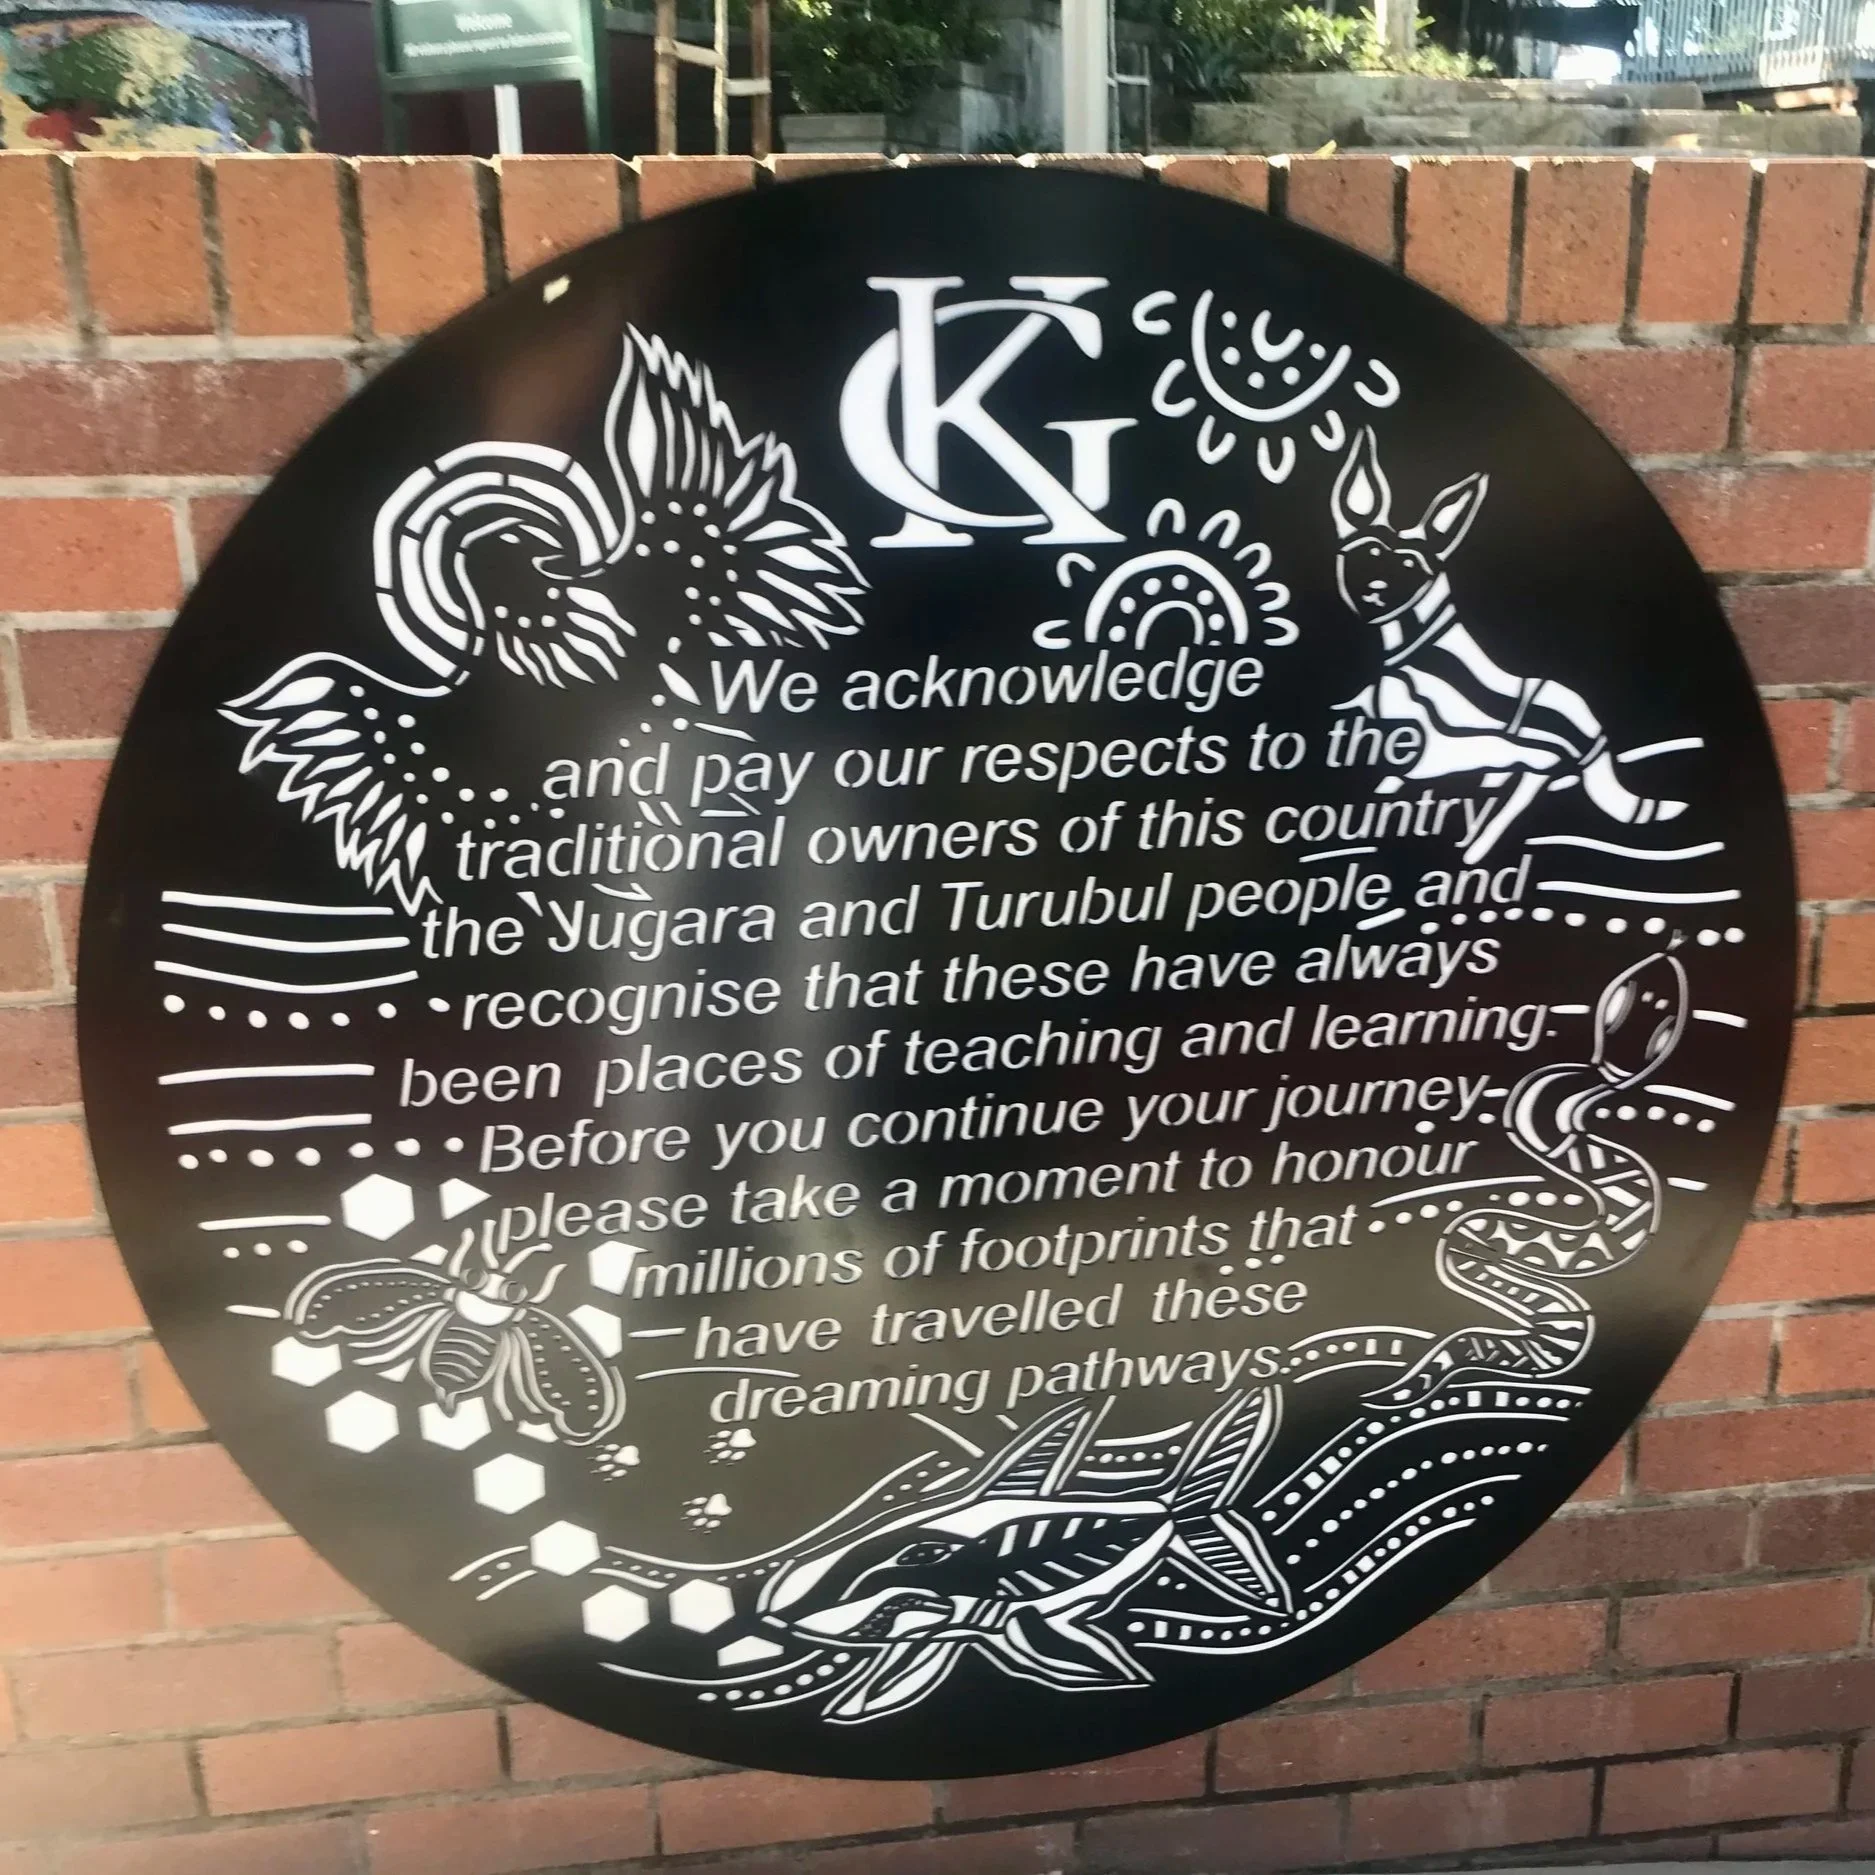 Welcome
KG
We acknowledge
and pay our respects to the
traditional owners of this country
the Yugara and Turubul people and
recognise that these have always
been places of teaching and learning.
Before you continue your journey
please take a moment to honour
millions of footprints that
have travelled these
dreaming pathways.